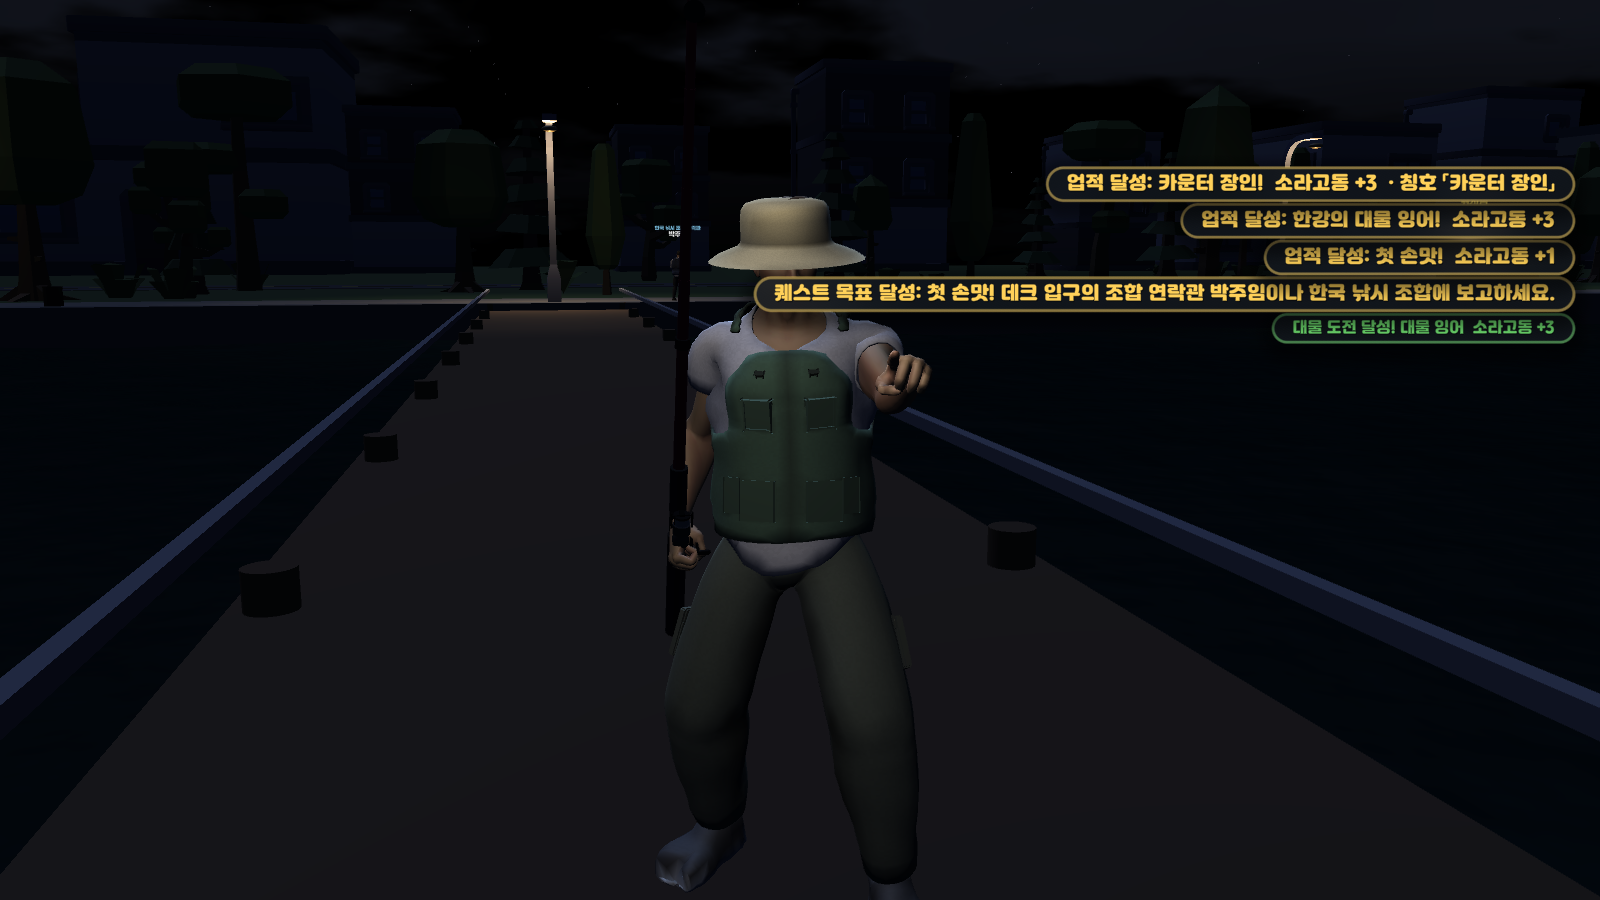 업적 달성: 카운터 장인! 소라고동 +3 · 칭호 「카운터 장인」
업적 달성: 한강의 대물 잉어! 소라고동 +3
업적 달성: 첫 손맛! 소라고동 +1
퀘스트 목표 달성: 첫 손맛! 데크 입구의 조합 연락관 박주임이나 한국 낚시 조합에 보고하세요.
대물 도전 달성! 대물 잉어 소라고동 +3